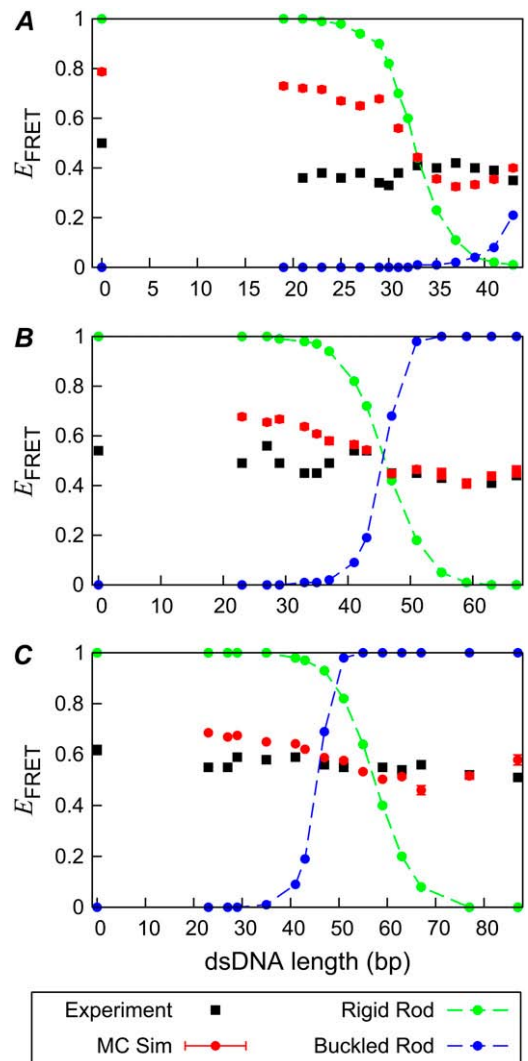 A
E_FRET
1
0.8
0.6
0.4
0.2
0
0 5 10 15 20 25 30 35 40
B
E_FRET
1
0.8
0.6
0.4
0.2
0
0 10 20 30 40 50 60
C
E_FRET
1
0.8
0.6
0.4
0.2
0
0 10 20 30 40 50 60 70 80
dsDNA length (bp)
Experiment Rigid Rod
MC Sim Buckled Rod